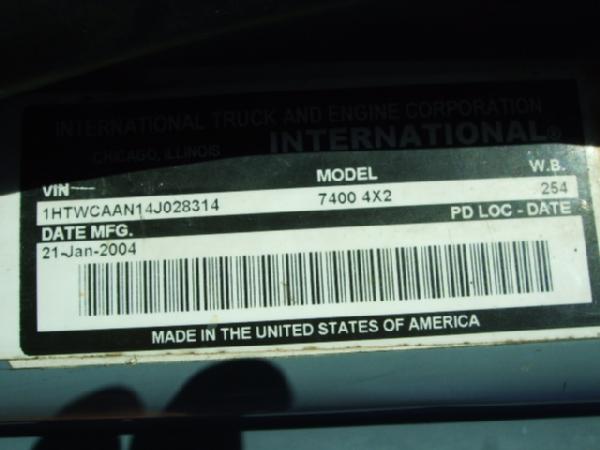 INTERNATIONAL TRUCK AND ENGINE CORPORATION
CHICAGO, ILLINOIS INTERNATIONAL®
VIN MODEL W.B.
1HTWCAAN14J028314 7400 4X2 254
DATE MFG. PD LOC - DATE
21-Jan-2004
MADE IN THE UNITED STATES OF AMERICA